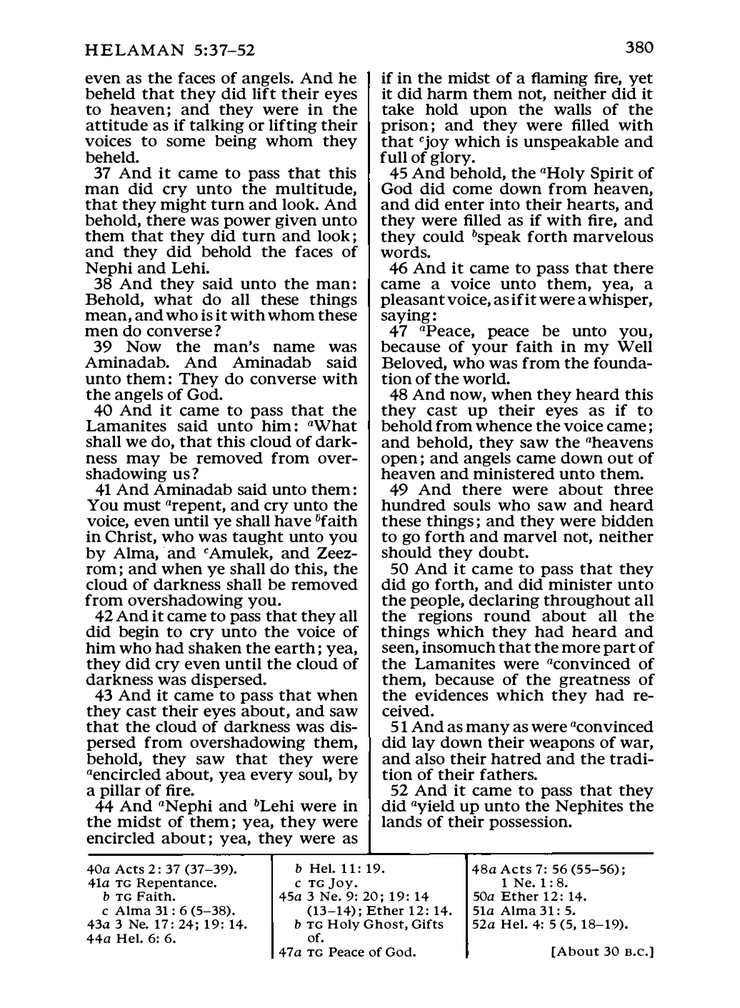 HELAMAN 5:37–52
380
even as the faces of angels. And he
beheld that they did lift their eyes
to heaven; and they were in the
attitude as if talking or lifting their
voices to some being whom they
beheld.
37 And it came to pass that this
man did cry unto the multitude,
that they might turn and look. And
behold, there was power given unto
them that they did turn and look;
and they did behold the faces of
Nephi and Lehi.
38 And they said unto the man:
Behold, what do all these things
mean, and who is it with whom these
men do converse?
39 Now the man's name was
Aminadab. And Aminadab said
unto them: They do converse with
the angels of God.
40 And it came to pass that the
Lamanites said unto him: aWhat
shall we do, that this cloud of dark-
ness may be removed from over-
shadowing us?
41 And Aminadab said unto them:
You must arepent, and cry unto the
voice, even until ye shall have bfaith
in Christ, who was taught unto you
by Alma, and cAmulek, and Zeez-
rom; and when ye shall do this, the
cloud of darkness shall be removed
from overshadowing you.
42 And it came to pass that they all
did begin to cry unto the voice of
him who had shaken the earth; yea,
they did cry even until the cloud of
darkness was dispersed.
43 And it came to pass that when
they cast their eyes about, and saw
that the cloud of darkness was dis-
persed from overshadowing them,
behold, they saw that they were
aencircled about, yea every soul, by
a pillar of fire.
44 And aNephi and bLehi were in
the midst of them; yea, they were
encircled about; yea, they were as
if in the midst of a flaming fire, yet
it did harm them not, neither did it
take hold upon the walls of the
prison; and they were filled with
that cjoy which is unspeakable and
full of glory.
45 And behold, the aHoly Spirit of
God did come down from heaven,
and did enter into their hearts, and
they were filled as if with fire, and
they could bspeak forth marvelous
words.
46 And it came to pass that there
came a voice unto them, yea, a
pleasant voice, as if it were a whisper,
saying:
47 aPeace, peace be unto you,
because of your faith in my Well
Beloved, who was from the founda-
tion of the world.
48 And now, when they heard this
they cast up their eyes as if to
behold from whence the voice came;
and behold, they saw the aheavens
open; and angels came down out of
heaven and ministered unto them.
49 And there were about three
hundred souls who saw and heard
these things; and they were bidden
to go forth and marvel not, neither
should they doubt.
50 And it came to pass that they
did go forth, and did minister unto
the people, declaring throughout all
the regions round about all the
things which they had heard and
seen, insomuch that the more part of
the Lamanites were aconvinced of
them, because of the greatness of
the evidences which they had re-
ceived.
51 And as many as were aconvinced
did lay down their weapons of war,
and also their hatred and the tradi-
tion of their fathers.
52 And it came to pass that they
did ayield up unto the Nephites the
lands of their possession.
40a Acts 2: 37 (37–39).
41a TG Repentance.
b TG Faith.
c Alma 31: 6 (5–38).
43a 3 Ne. 17: 24; 19: 14.
44a Hel. 6: 6.
b Hel. 11: 19.
c TG Joy.
45a 3 Ne. 9: 20; 19: 14
(13–14); Ether 12: 14.
b TG Holy Ghost, Gifts
of.
47a TG Peace of God.
48a Acts 7: 56 (55–56);
1 Ne. 1: 8.
50a Ether 12: 14.
51a Alma 31: 5.
52a Hel. 4: 5 (5, 18–19).
[About 30 B.C.]